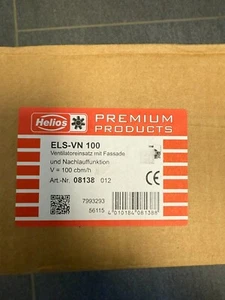 Helios
PREMIUM
PRODUCTS
ELS-VN 100
Ventilatoreinsatz mit Fassade
und Nachlauffunktion
V = 100 cbm/h
Art.-Nr. 08138 012
7993293
56115
4010184081388
CE